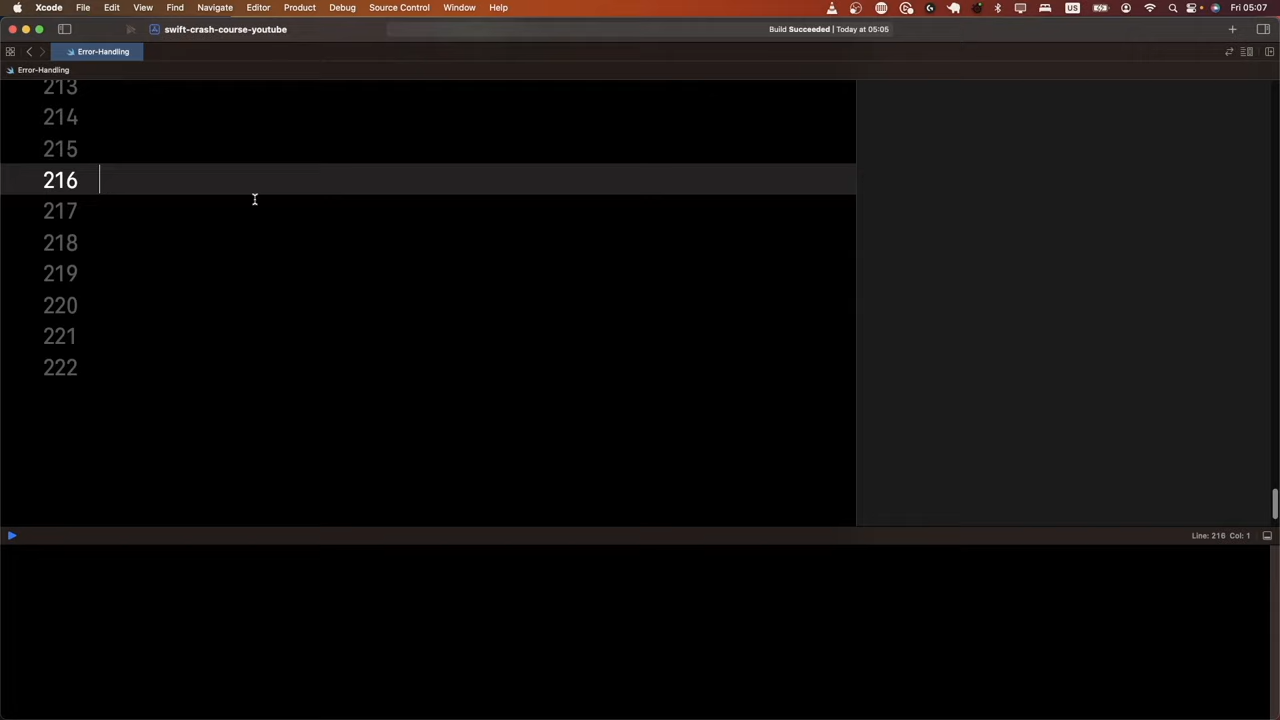 Xcode File Edit View Find Navigate Editor Product Debug Source Control Window Help US Fri 05:07
swift-crash-course-youtube Build Succeeded | Today at 05:05
Error-Handling
Error-Handling
213
214
215
216
217
218
219
220
221
222
Line: 216 Col: 1